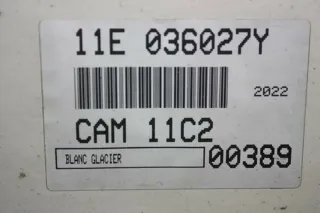 11E 036027Y
2022
CAM 11C2
BLANC GLACIER 00389